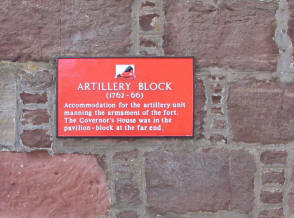 ARTILLERY BLOCK
(1762-66)
Accommodation for the artillery unit
manning the armament of the fort.
The Governor's House was in the
pavilion-block at the far end.